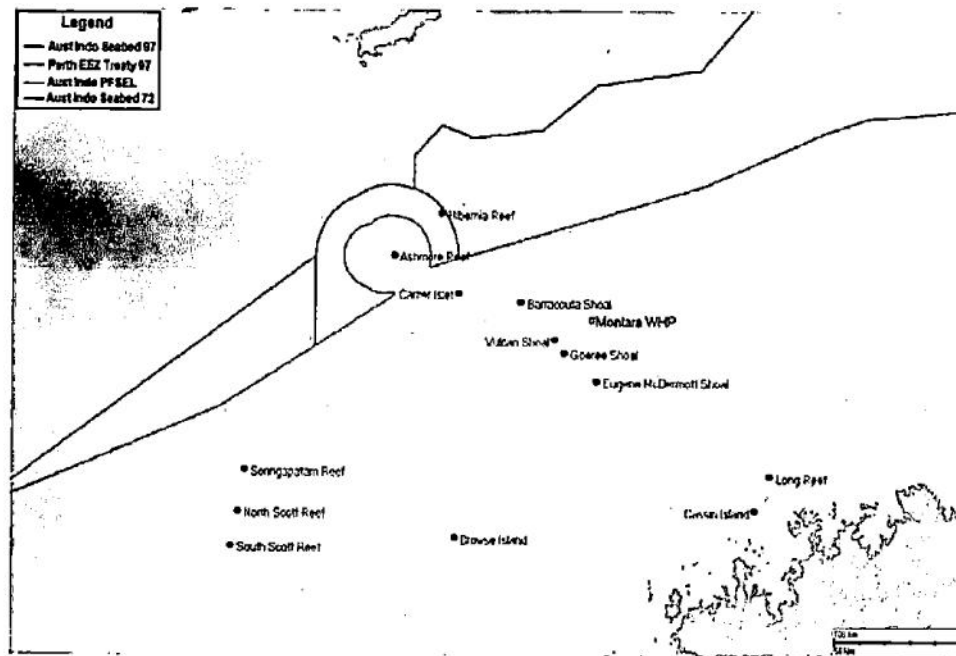 Legend
Aust Indo Seabed 97
Perth EEZ Treaty 97
Aust Indo PFSEL
Aust Indo Seabed 72
Hibernia Reef
Ashmore Reef
Cartier Islet
Barracouta Shoal
Montara WHP
Vulcan Shoal
Goeree Shoal
Eugene McDermott Shoal
Seringapatam Reef
Long Reef
North Scott Reef
Cassini Island
South Scott Reef
Browse Island